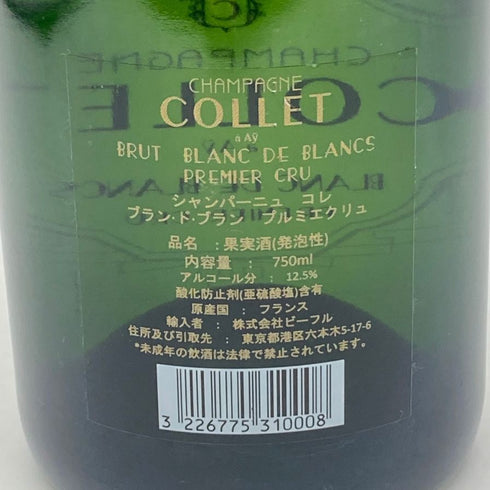 CHAMPAGNE
COLLET
à Aÿ
BRUT BLANC DE BLANCS
PREMIER CRU
シャンパーニュ コレ
ブラン・ド・ブラン プルミエクリュ
品名 : 果実酒(発泡性)
内容量 : 750ml
アルコール分 : 12.5%
酸化防止剤(亜硫酸塩)含有
原産国 : フランス
輸入者 : 株式会社ビーフル
住所及び引取先 : 東京都港区六本木5-17-6
*未成年の飲酒は法律で禁止されています.
3 226775 310008